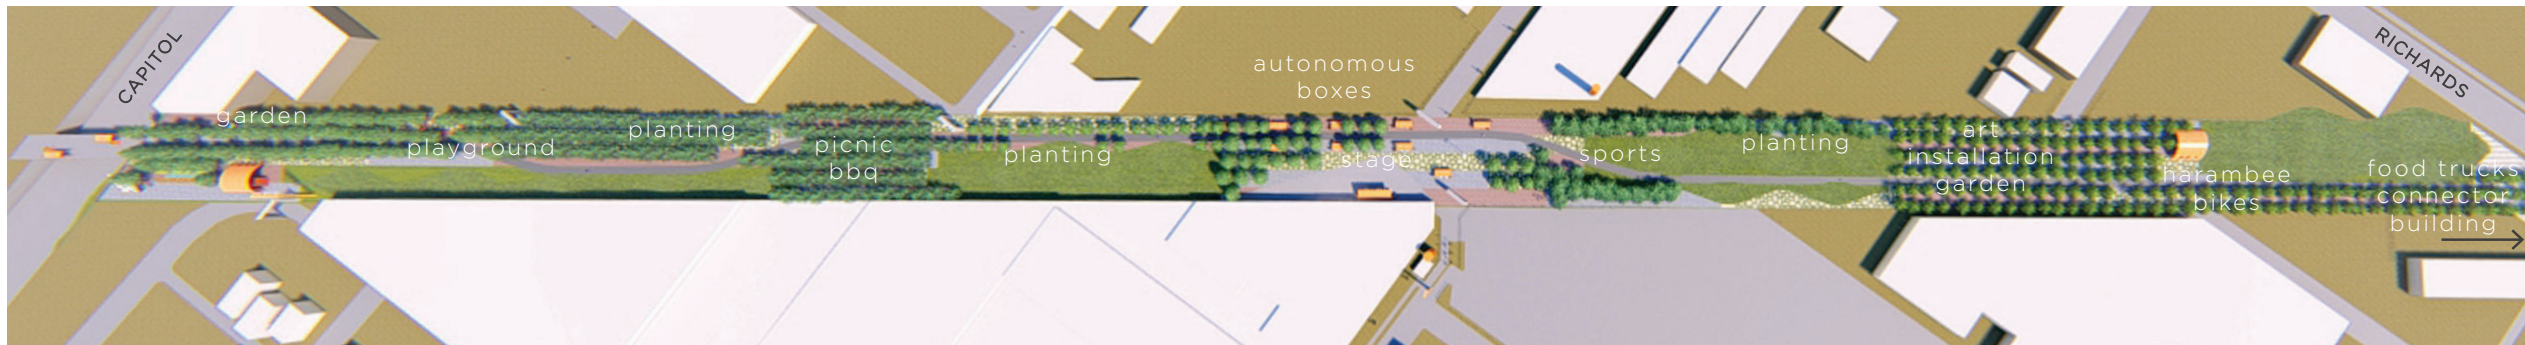 CAPITOL
garden
playground
planting
picnic
bbq
planting
autonomous
boxes
stage
sports
planting
art
installation
garden
harambee
bikes
RICHARDS
food trucks
connector
building